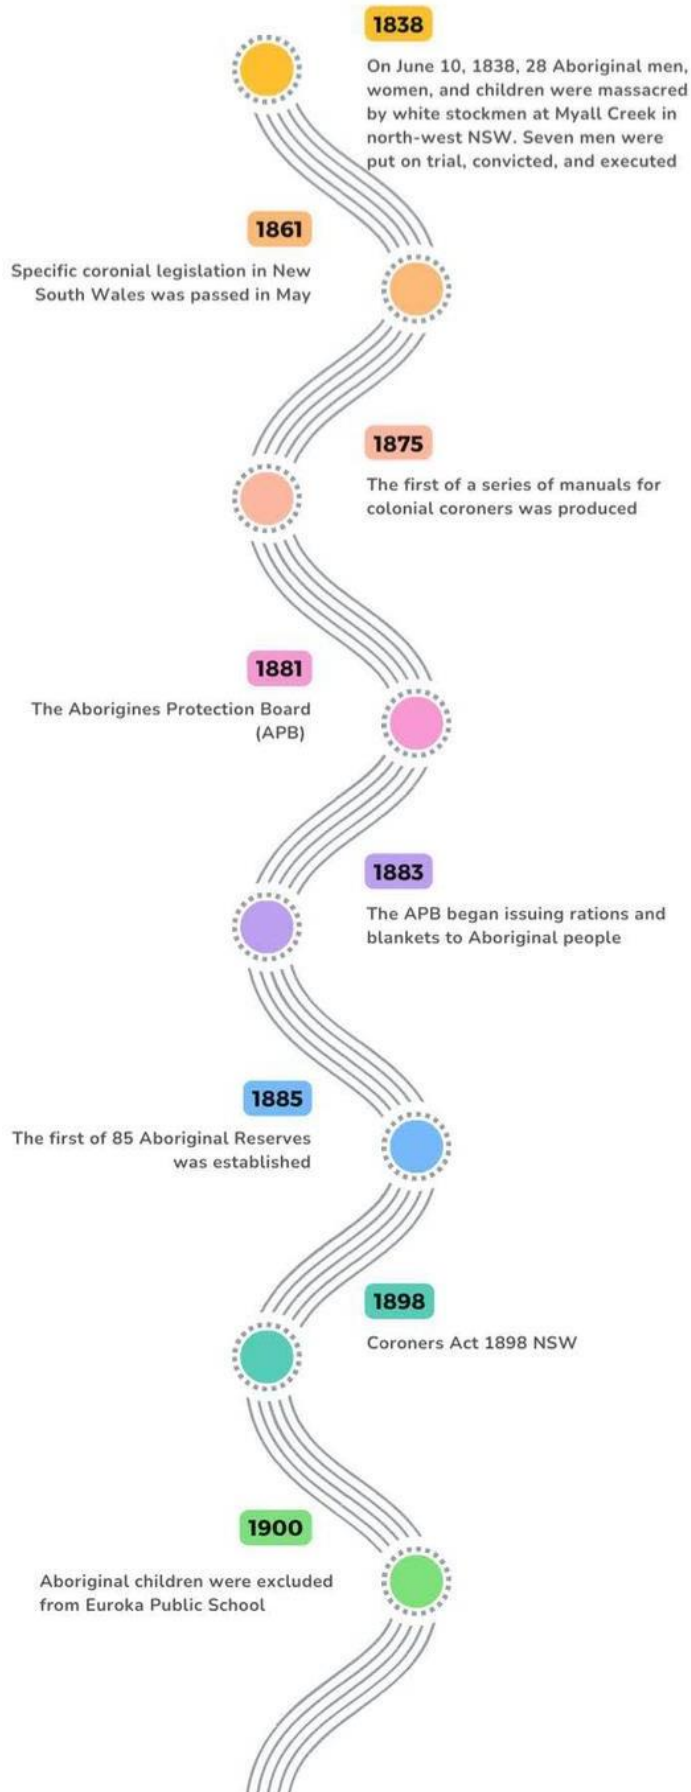 1838
On June 10, 1838, 28 Aboriginal men,
women, and children were massacred
by white stockmen at Myall Creek in
north-west NSW. Seven men were
put on trial, convicted, and executed
1861
Specific coronial legislation in New
South Wales was passed in May
1875
The first of a series of manuals for
colonial coroners was produced
1881
The Aborigines Protection Board
(APB)
1883
The APB began issuing rations and
blankets to Aboriginal people
1885
The first of 85 Aboriginal Reserves
was established
1898
Coroners Act 1898 NSW
1900
Aboriginal children were excluded
from Euroka Public School